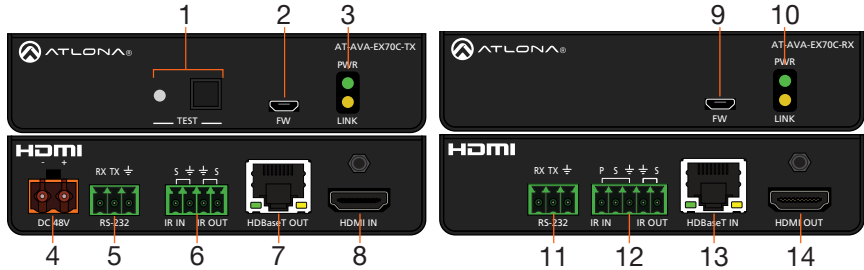 1 2 3 9 10
ATLONA® AT-AVA-EX70C-TX
PWR
TEST FW LINK
ATLONA® AT-AVA-EX70C-RX
PWR
FW LINK
HDMI
- +
RX TX S S
DC 48V RS-232 IR IN IR OUT HDBaseT OUT HDMI IN
HDMI
RX TX P S S
RS-232 IR IN IR OUT HDBaseT IN HDMI OUT
4 5 6 7 8 11 12 13 14